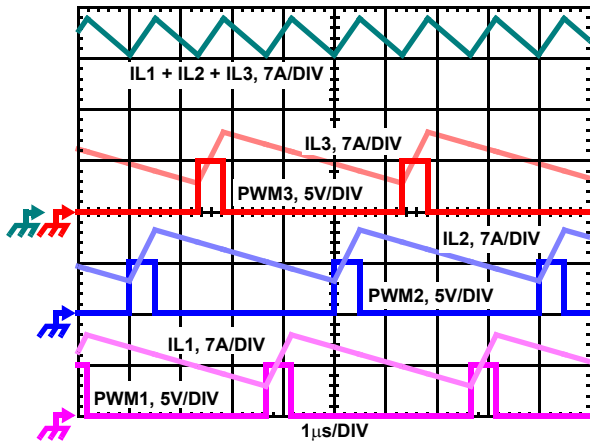 IL1 + IL2 + IL3, 7A/DIV
IL3, 7A/DIV
PWM3, 5V/DIV
IL2, 7A/DIV
PWM2, 5V/DIV
IL1, 7A/DIV
PWM1, 5V/DIV
1μs/DIV